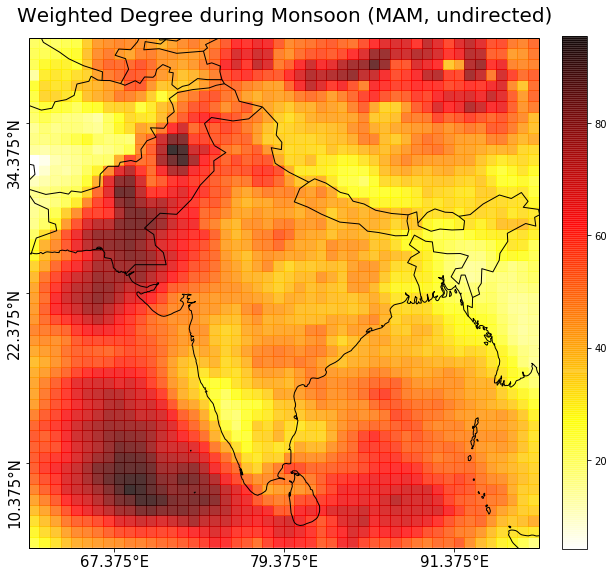 Weighted Degree during Monsoon (MAM, undirected)
34.375°N
22.375°N
10.375°N
67.375°E 79.375°E 91.375°E
80
60
40
20